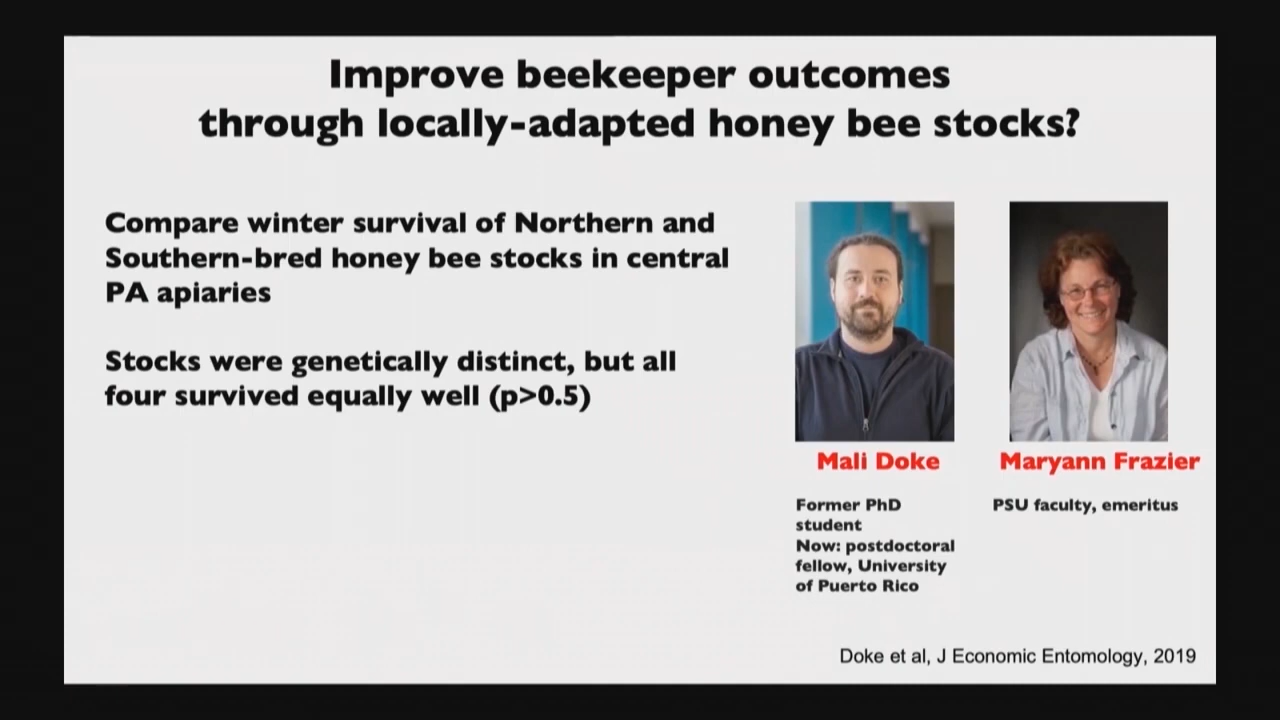 Improve beekeeper outcomes
through locally-adapted honey bee stocks?
Compare winter survival of Northern and
Southern-bred honey bee stocks in central
PA apiaries
Stocks were genetically distinct, but all
four survived equally well (p>0.5)
Mali Doke
Former PhD
student
Now: postdoctoral
fellow, University
of Puerto Rico
Maryann Frazier
PSU faculty, emeritus
Doke et al, J Economic Entomology, 2019